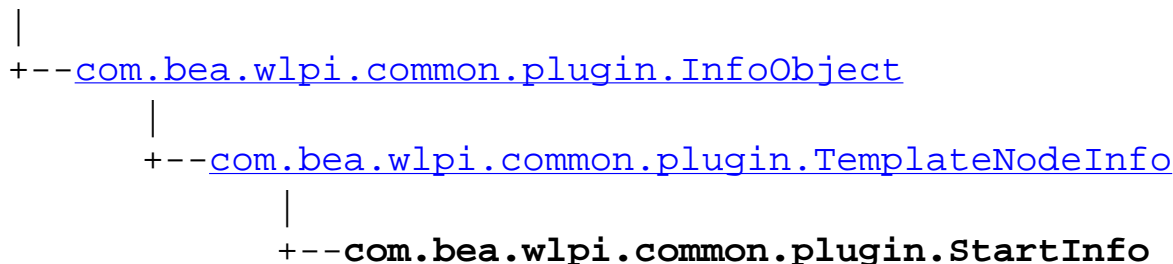 |
+--com.bea.wlpi.common.plugin.InfoObject
|
+--com.bea.wlpi.common.plugin.TemplateNodeInfo
|
+--com.bea.wlpi.common.plugin.StartInfo